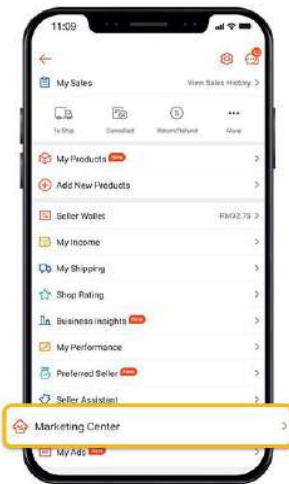 11:09
My Sales View Sales History >
To Ship Cancelled Return/Refund More
My Products New
Add New Products
Seller Wallet -RM32.75 >
My Income
My Shipping
Shop Rating
Business Insights New
My Performance
Preferred Seller New
Seller Assistant
Marketing Center
My Ads New